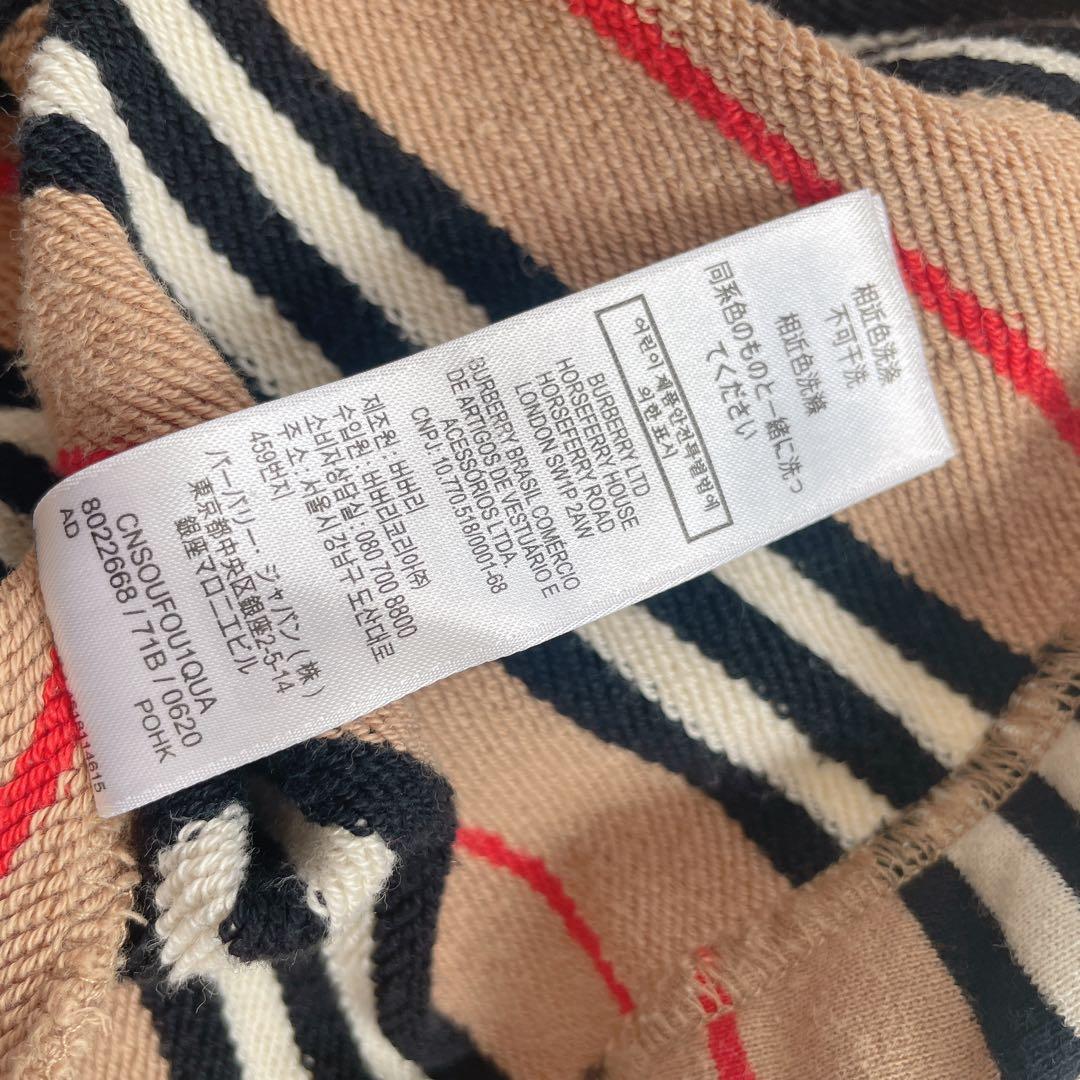 相近色洗涤
不可干洗
相近色洗滌
同系色のものと一緒に洗っ
てください
어린이제품안전특별법에
의한 표시
BURBERRY LTD
HORSEFERRY HOUSE
HORSEFERRY ROAD
LONDON SW1P 2AW
BURBERRY BRASIL COMÉRCIO
DE ARTIGOS DE VESTUÁRIO E
ACESSÓRIOS LTDA.
CNPJ: 10.770.518/0001-68
제조원: 버버리
수입원: 버버리코리아㈜
소비자상담실: 080 700 8800
주 소: 서울시 강남구 도산대로
459번지
バーバリー・ジャパン(株)
東京都中央区銀座2-5-14
銀座マロニエビル
CNSOUFOU1QUA
8022668 / 71B / 0620
AD POHK